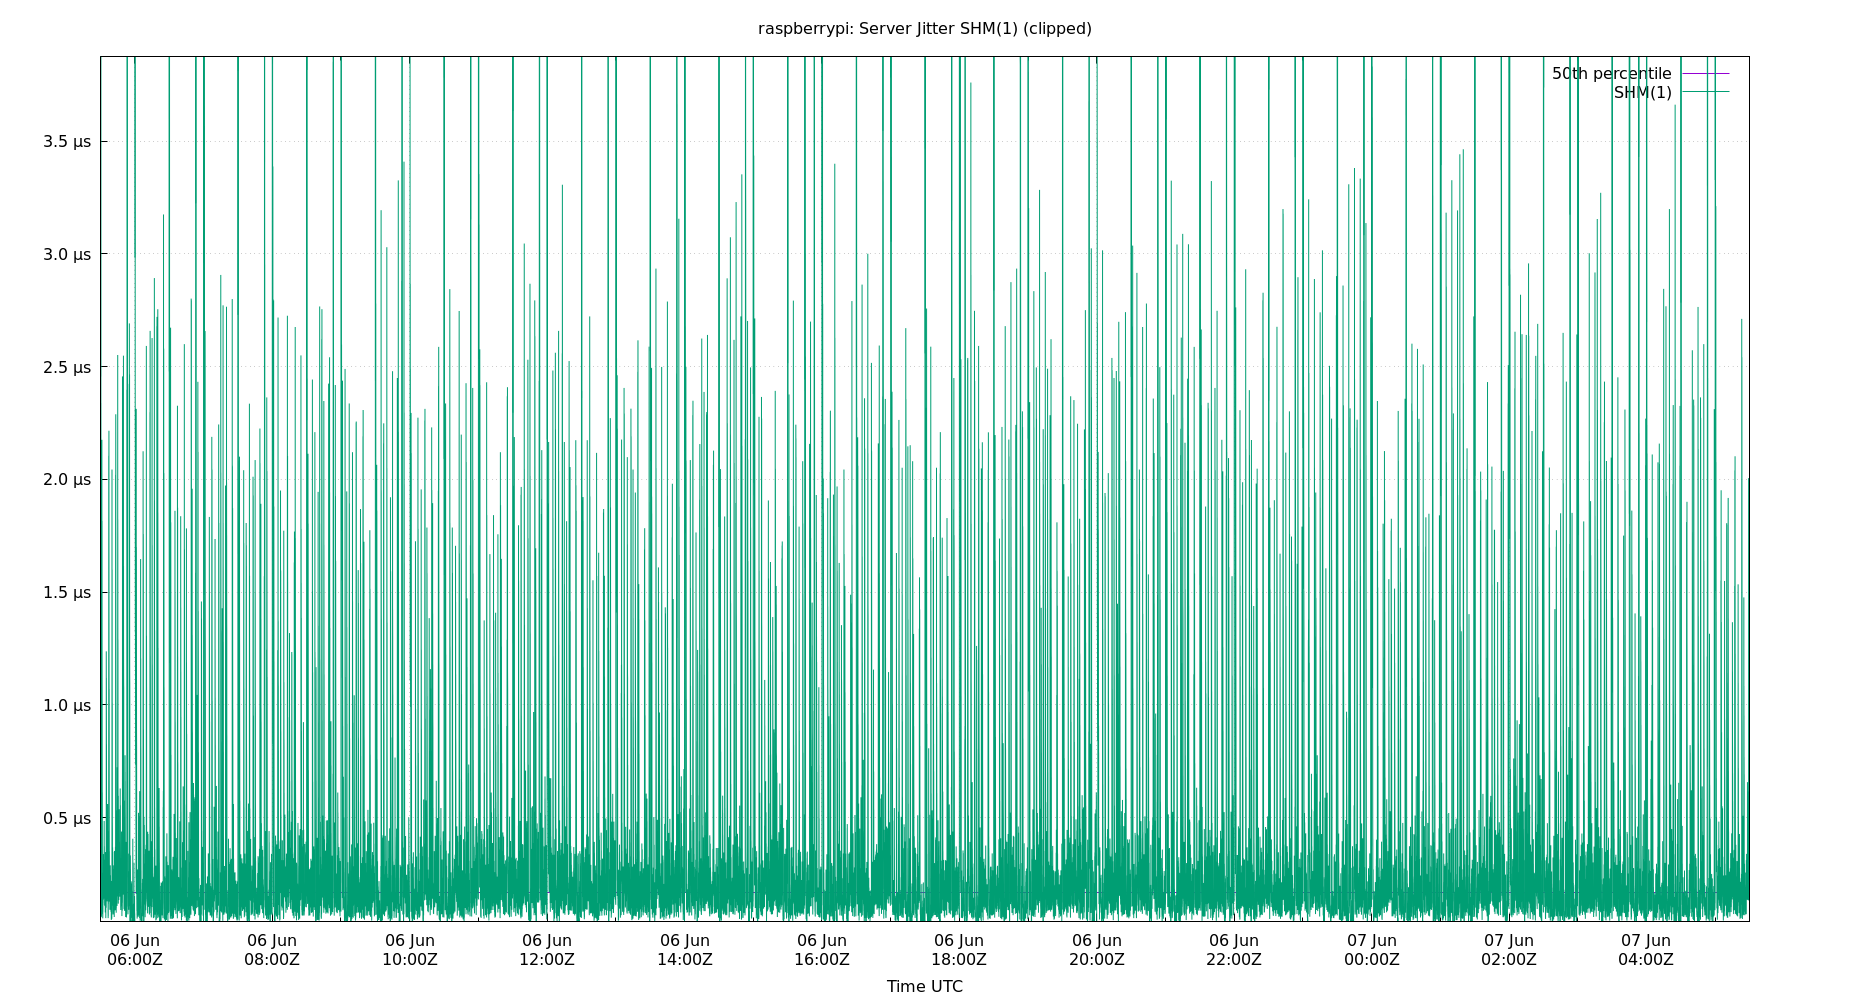 raspberrypi: Server Jitter SHM(1) (clipped)
50th percentile
SHM(1)
3.5 μs
3.0 μs
2.5 μs
2.0 μs
1.5 μs
1.0 μs
0.5 μs
06 Jun 06 Jun 06 Jun 06 Jun 06 Jun 06 Jun 06 Jun 06 Jun 06 Jun 07 Jun 07 Jun 07 Jun
06:00Z 08:00Z 10:00Z 12:00Z 14:00Z 16:00Z 18:00Z 20:00Z 22:00Z 00:00Z 02:00Z 04:00Z
Time UTC